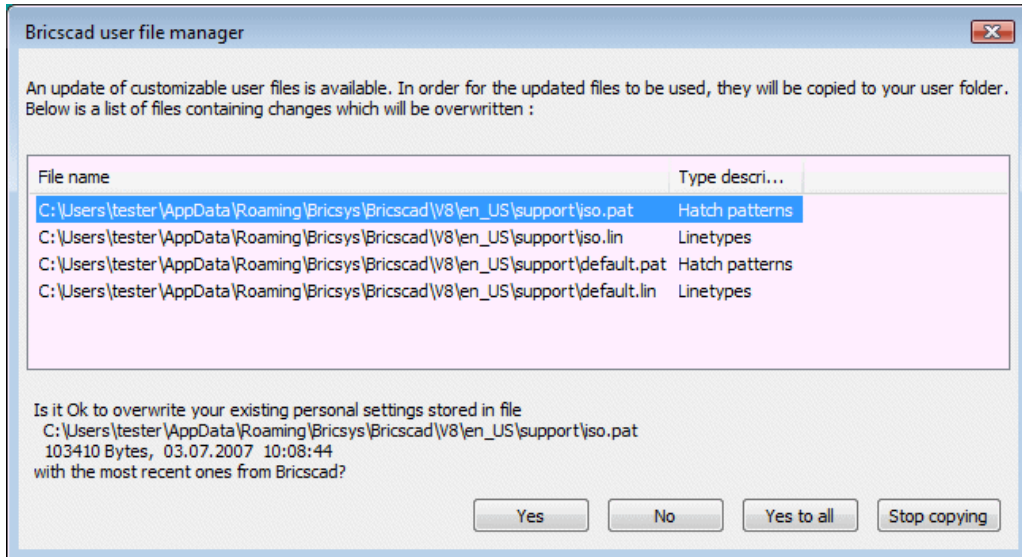 Bricscad user file manager
An update of customizable user files is available. In order for the updated files to be used, they will be copied to your user folder.
Below is a list of files containing changes which will be overwritten :
File name Type descri...
C:\Users\tester\AppData\Roaming\Bricsys\Bricscad\V8\en_US\support\iso.pat Hatch patterns
C:\Users\tester\AppData\Roaming\Bricsys\Bricscad\V8\en_US\support\iso.lin Linetypes
C:\Users\tester\AppData\Roaming\Bricsys\Bricscad\V8\en_US\support\default.pat Hatch patterns
C:\Users\tester\AppData\Roaming\Bricsys\Bricscad\V8\en_US\support\default.lin Linetypes
Is it Ok to overwrite your existing personal settings stored in file
C:\Users\tester\AppData\Roaming\Bricsys\Bricscad\V8\en_US\support\iso.pat
103410 Bytes, 03.07.2007 10:08:44
with the most recent ones from Bricscad?
Yes No Yes to all Stop copying